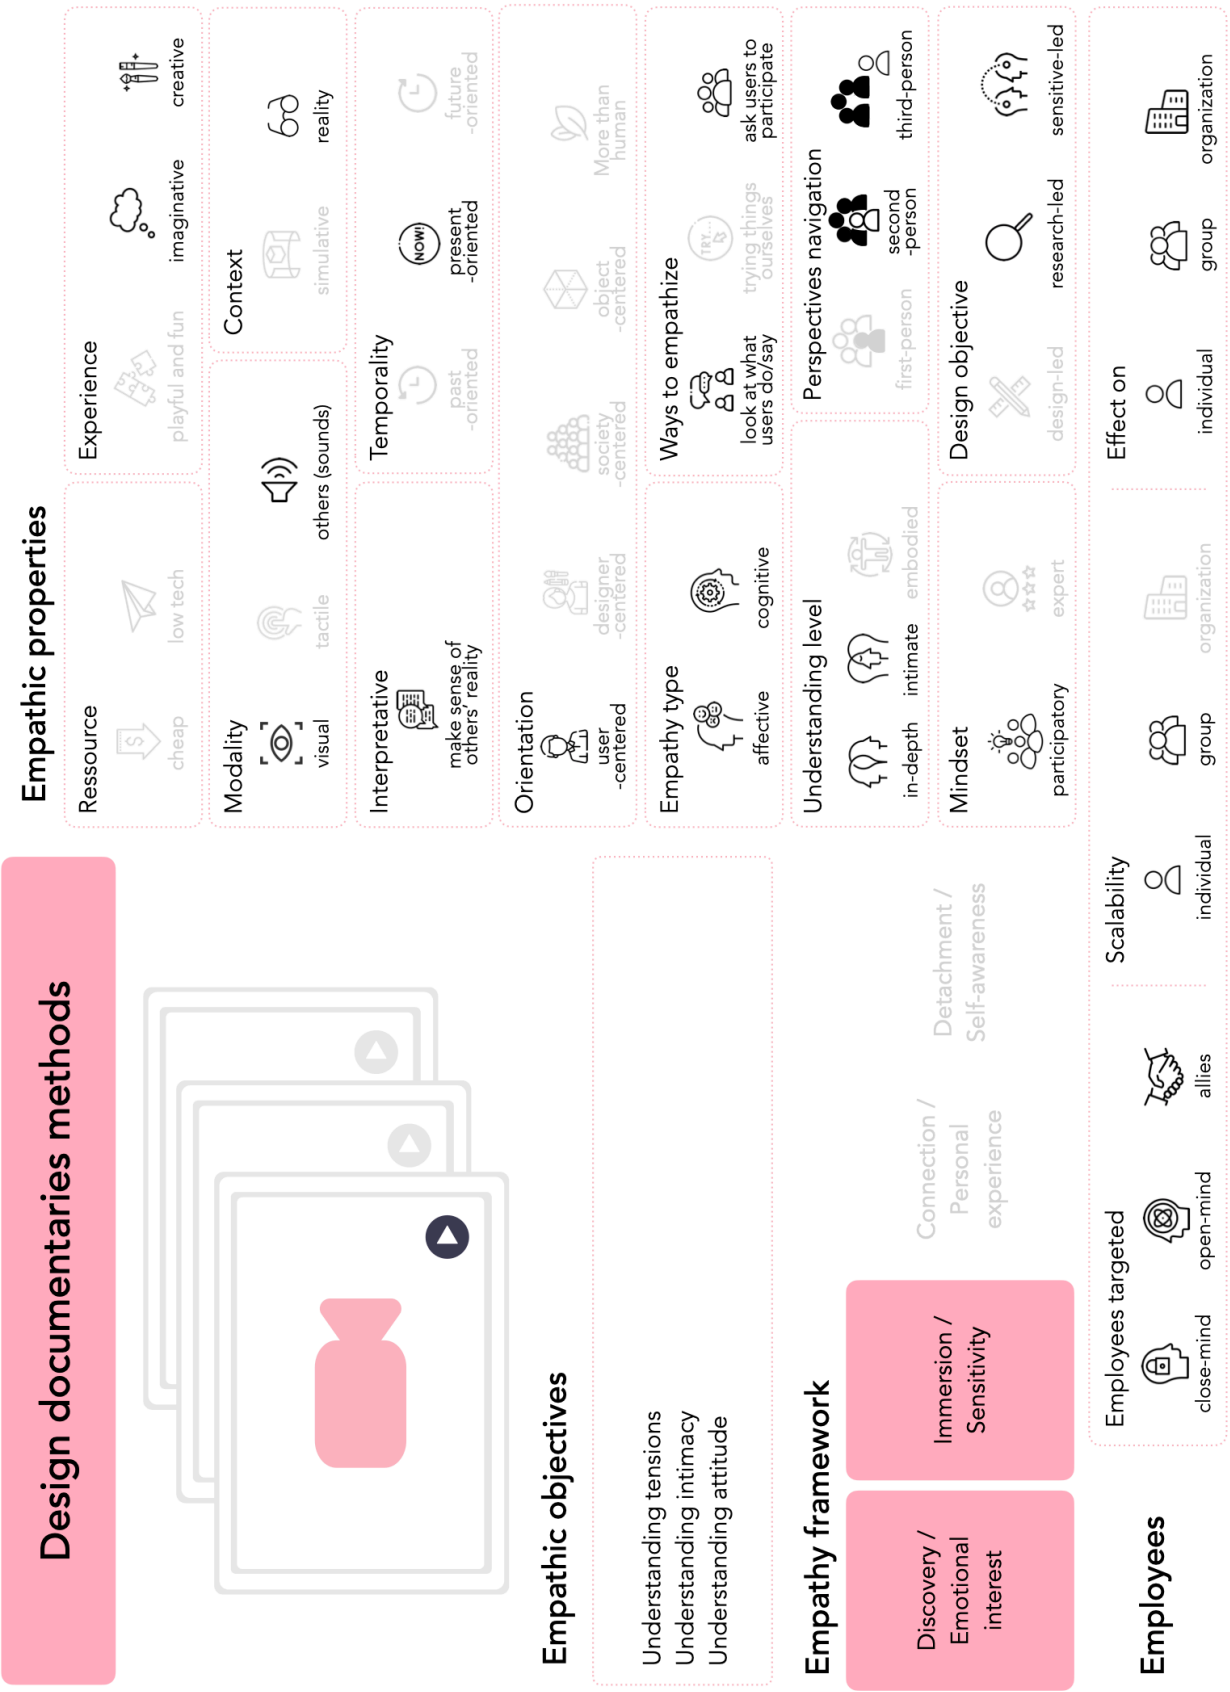 Design documentaries methods
Empathic objectives
Understanding tensions
Understanding intimacy
Understanding attitude
Empathy framework
Discovery /
Emotional
interest
Immersion /
Sensitivity
Connection /
Personal
experience
Detachment /
Self-awareness
Empathic properties
Ressource
cheap
low tech
Experience
playful and fun
imaginative
creative
Modality
visual
tactile
others (sounds)
Context
simulative
reality
Interpretative
make sense of
others' reality
Temporality
past
-oriented
NOW!
present
-oriented
future
-oriented
Orientation
user
-centered
designer
-centered
society
-centered
object
-centered
More than
human
Empathy type
affective
cognitive
Ways to empathize
look at what
users do/say
TRY...
trying things
ourselves
ask users to
participate
Understanding level
in-depth
intimate
embodied
Perspectives navigation
first-person
second
-person
third-person
Mindset
participatory
expert
Design objective
design-led
research-led
sensitive-led
Employees
Employees targeted
close-mind
open-mind
allies
Scalability
individual
group
organization
Effect on
individual
group
organization